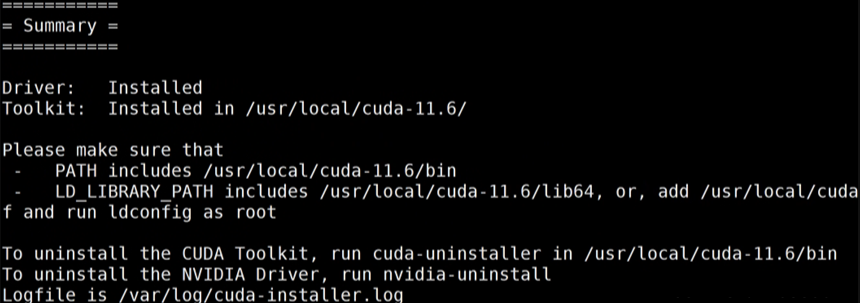 ===========
= Summary =
===========
Driver:   Installed
Toolkit:  Installed in /usr/local/cuda-11.6/
Please make sure that
 -   PATH includes /usr/local/cuda-11.6/bin
 -   LD_LIBRARY_PATH includes /usr/local/cuda-11.6/lib64, or, add /usr/local/cuda
f and run ldconfig as root
To uninstall the CUDA Toolkit, run cuda-uninstaller in /usr/local/cuda-11.6/bin
To uninstall the NVIDIA Driver, run nvidia-uninstall
Logfile is /var/log/cuda-installer.log